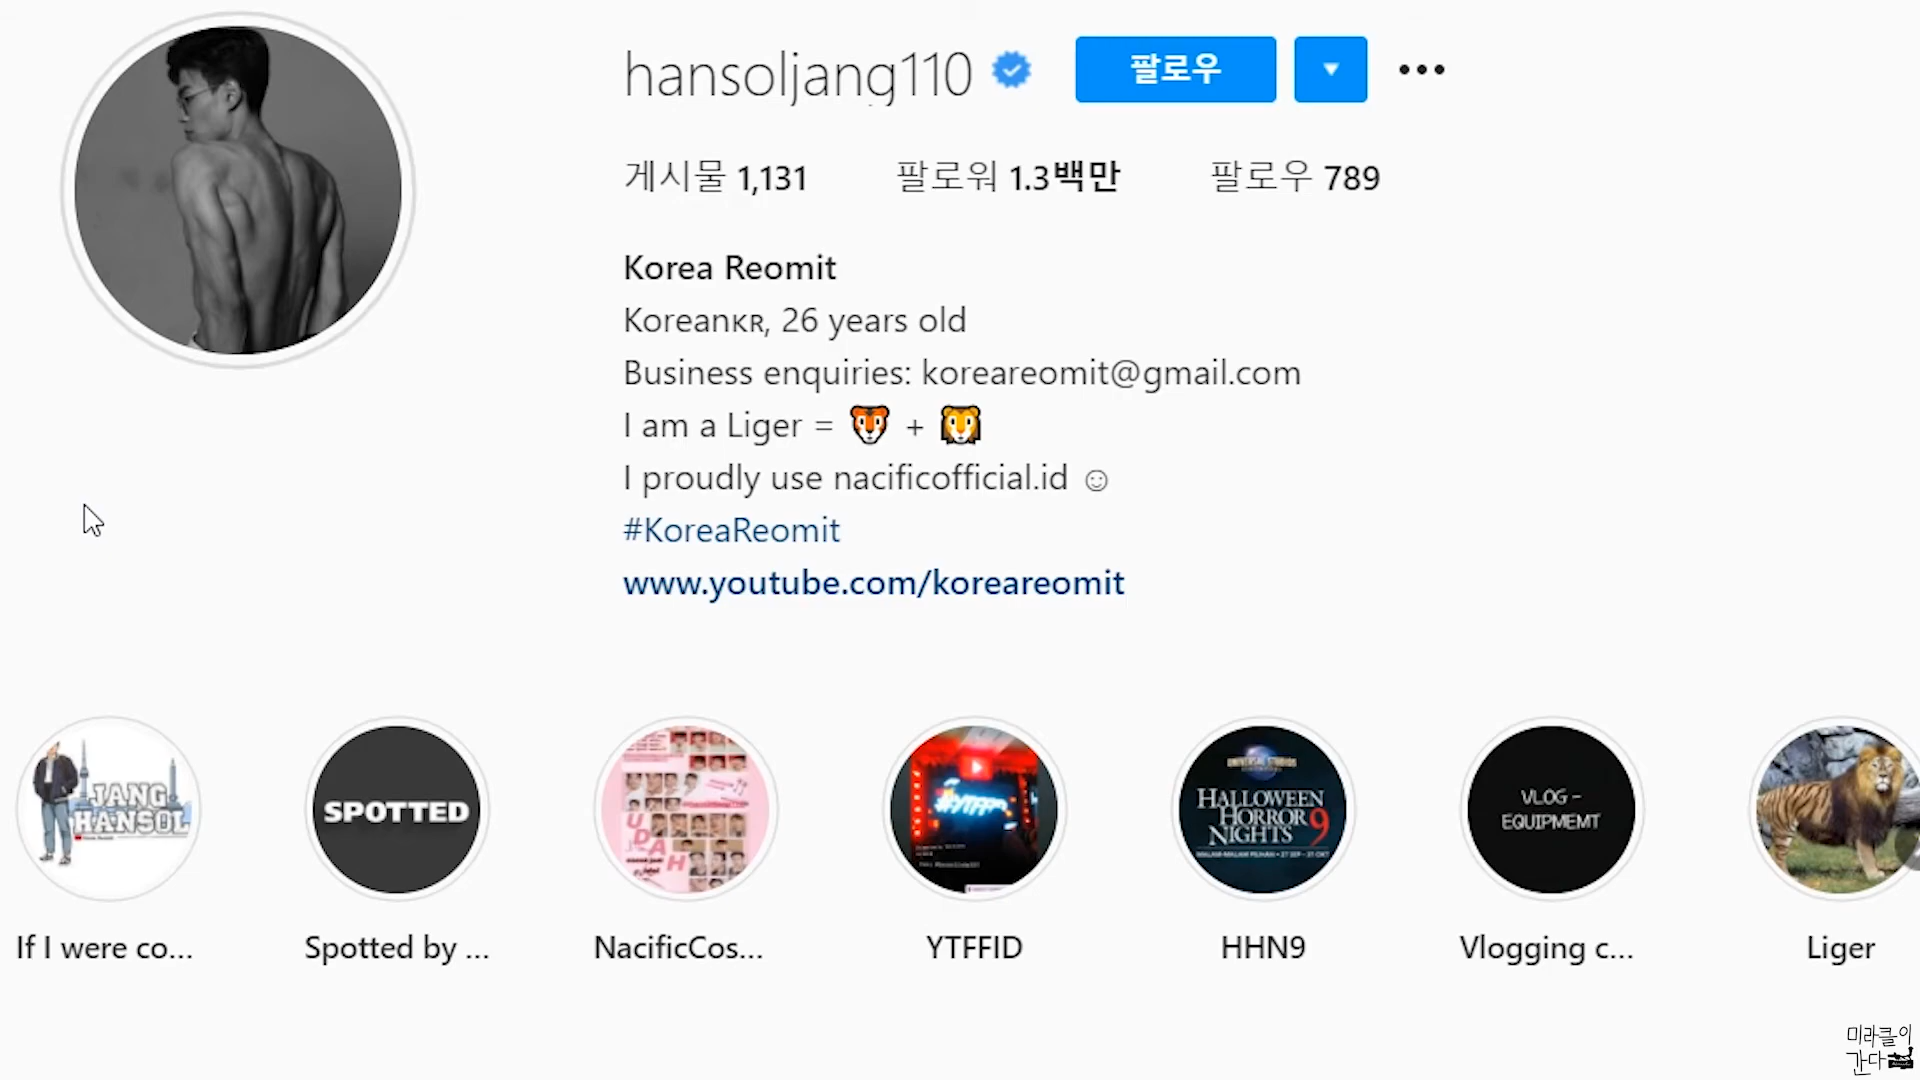 hansoljang110
팔로우
게시물 1,131 팔로워 1.3백만 팔로우 789
Korea Reomit
Koreanᴋʀ, 26 years old
Business enquiries: koreareomit@gmail.com
I am a Liger = 🐯 + 🦁
I proudly use nacificofficial.id ☺
#KoreaReomit
www.youtube.com/koreareomit
JANG
HANSOL
SPOTTED
UDAH
UNIVERSAL STUDIOS
HALLOWEEN
HORROR
NIGHTS 9
VLOG -
EQUIPMEMT
If I were co... Spotted by ... NacificCos... YTFFID HHN9 Vlogging c... Liger
미라클이
간다